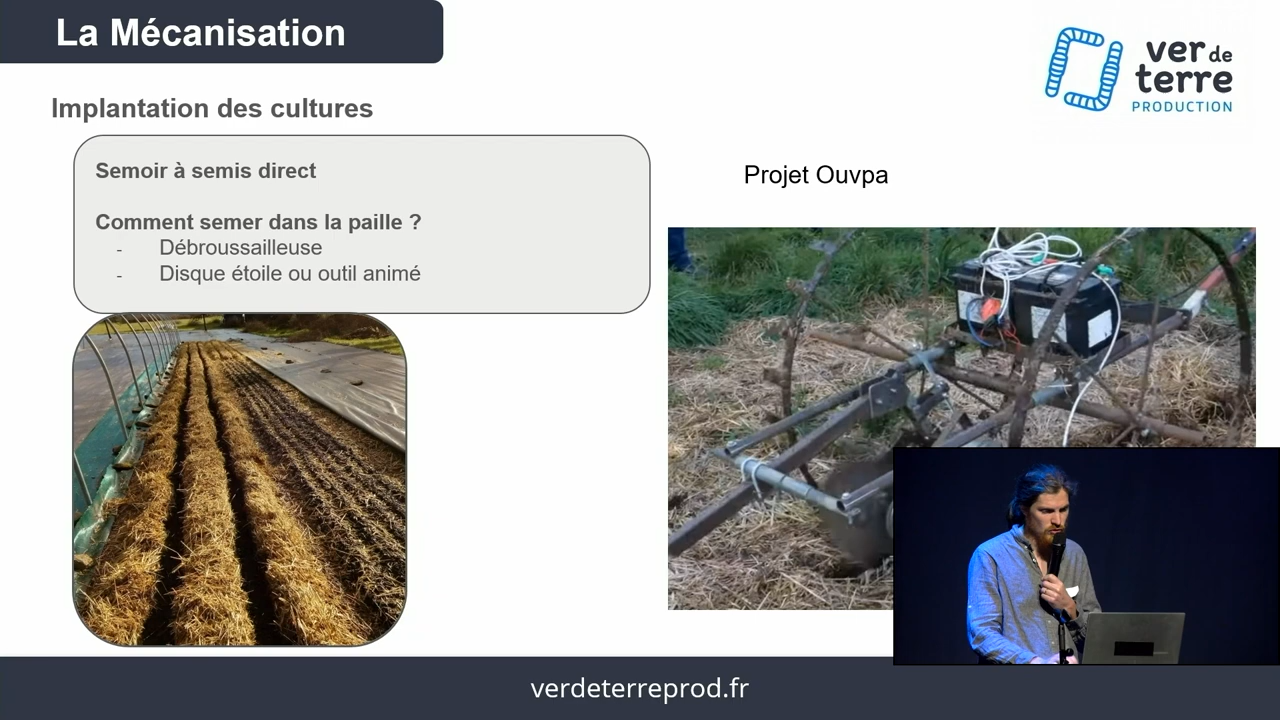 La Mécanisation
ver de
terre
PRODUCTION
Implantation des cultures
Semoir à semis direct
Comment semer dans la paille ?
- Débroussailleuse
- Disque étoile ou outil animé
Projet Ouvpa
verdeterreprod.fr